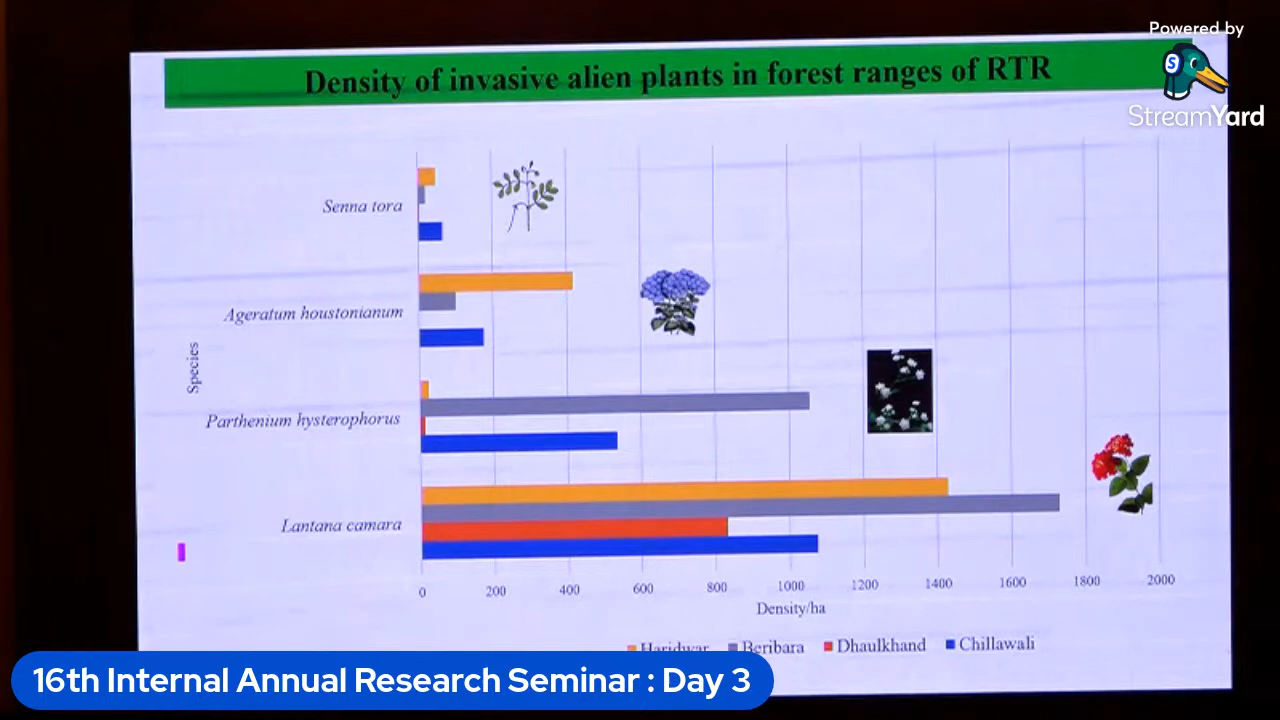 Powered by
StreamYard
Density of invasive alien plants in forest ranges of RTR
Species
Senna tora
Ageratum houstonianum
Parthenium hysterophorus
Lantana camara
0 200 400 600 800 1000 1200 1400 1600 1800 2000
Density/ha
Haridwar Beribara Dhaulkhand Chillawali
16th Internal Annual Research Seminar : Day 3